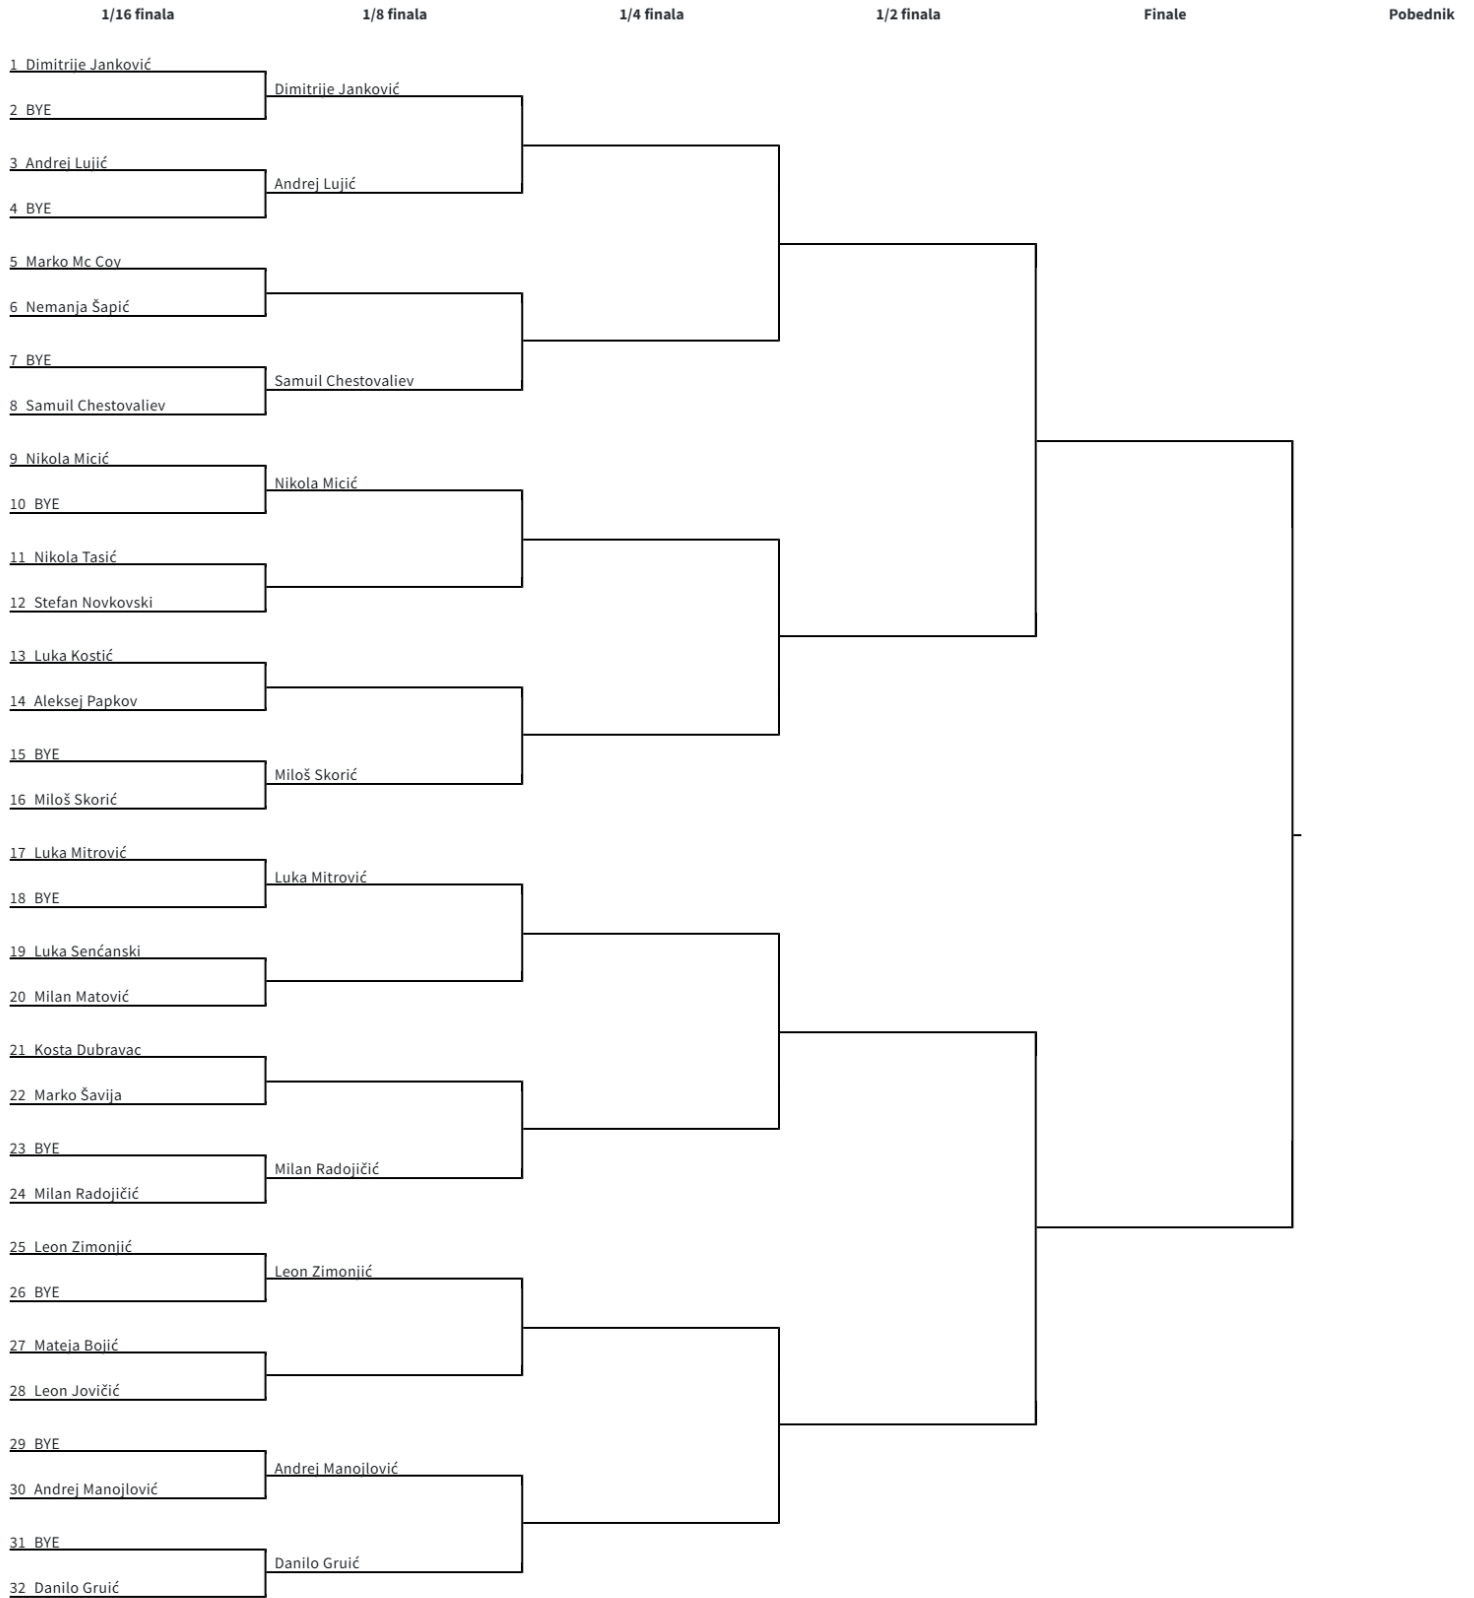 1/16 finala 1/8 finala 1/4 finala 1/2 finala Finale Pobednik
1 Dimitrije Janković
Dimitrije Janković
2 BYE
3 Andrej Lujić
Andrej Lujić
4 BYE
5 Marko Mc Coy
6 Nemanja Šapić
7 BYE
Samuil Chestovaliev
8 Samuil Chestovaliev
9 Nikola Micić
Nikola Micić
10 BYE
11 Nikola Tasić
12 Stefan Novkovski
13 Luka Kostić
14 Aleksej Papkov
15 BYE
Miloš Skorić
16 Miloš Skorić
17 Luka Mitrović
Luka Mitrović
18 BYE
19 Luka Senćanski
20 Milan Matović
21 Kosta Dubravac
22 Marko Šavija
23 BYE
Milan Radojičić
24 Milan Radojičić
25 Leon Zimonjić
Leon Zimonjić
26 BYE
27 Mateja Bojić
28 Leon Jovičić
29 BYE
Andrej Manojlović
30 Andrej Manojlović
31 BYE
Danilo Gruić
32 Danilo Gruić